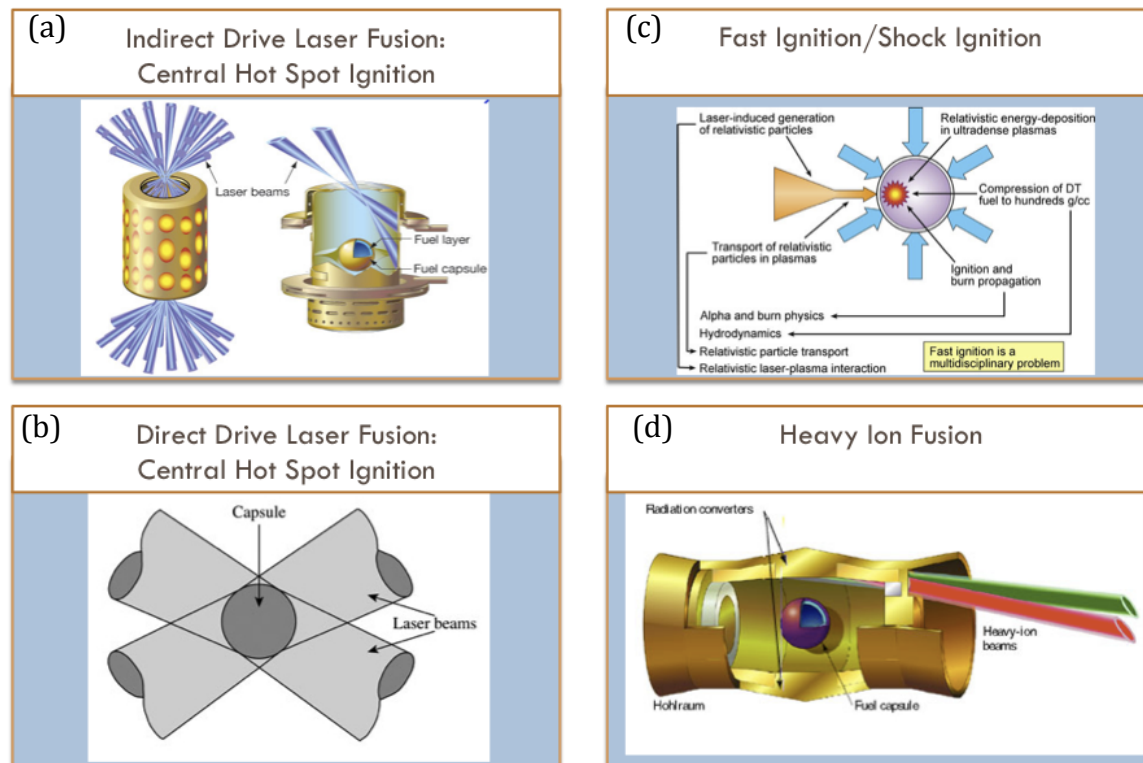 (a)
Indirect Drive Laser Fusion:
Central Hot Spot Ignition
Laser beams
Fuel layer
Fuel capsule
(c)
Fast Ignition/Shock Ignition
Laser-induced generation
of relativistic particles
Relativistic energy-deposition
in ultradense plasmas
Compression of DT
fuel to hundreds g/cc
Transport of relativistic
particles in plasmas
Ignition and
burn propagation
Alpha and burn physics
Hydrodynamics
Relativistic particle transport
Relativistic laser-plasma interaction
Fast ignition is a
multidisciplinary problem
(b)
Direct Drive Laser Fusion:
Central Hot Spot Ignition
Capsule
Laser beams
(d)
Heavy Ion Fusion
Radiation converters
Heavy-ion
beams
Hohlraum
Fuel capsule